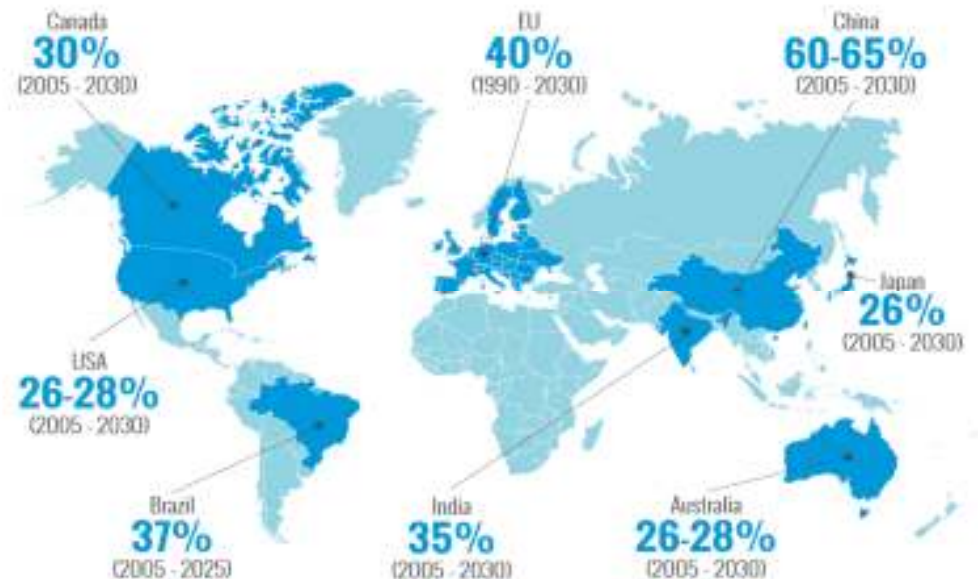 Canada
30%
(2005 - 2030)
EU
40%
(1990 - 2030)
China
60-65%
(2005 - 2030)
Japan
26%
(2005 - 2030)
USA
26-28%
(2005 - 2030)
Brazil
37%
(2005 - 2025)
India
35%
(2005 - 2030)
Australia
26-28%
(2005 - 2030)